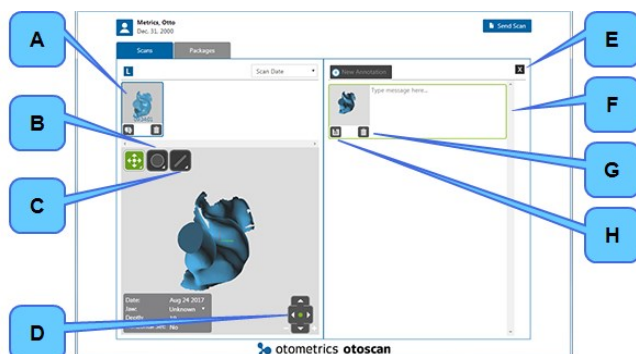 A
B
C
D
E
F
G
H
Metrics, Otto
Dec. 31, 2000
Send Scan
Scans
Packages
L
Scan Date
New Annotation
X
Type message here...
Date: Aug 24 2017
Jaw: Unknown
Depth:
No
otometrics otoscan